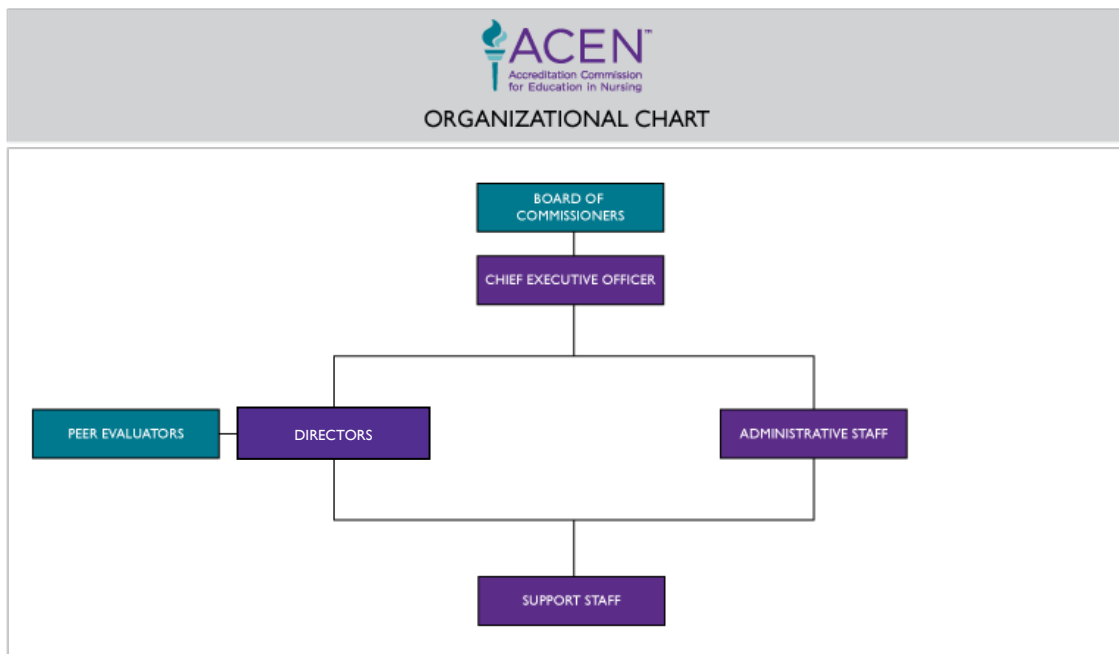 ACEN™
Accreditation Commission
for Education in Nursing
ORGANIZATIONAL CHART
BOARD OF
COMMISSIONERS
CHIEF EXECUTIVE OFFICER
PEER EVALUATORS
DIRECTORS
ADMINISTRATIVE STAFF
SUPPORT STAFF